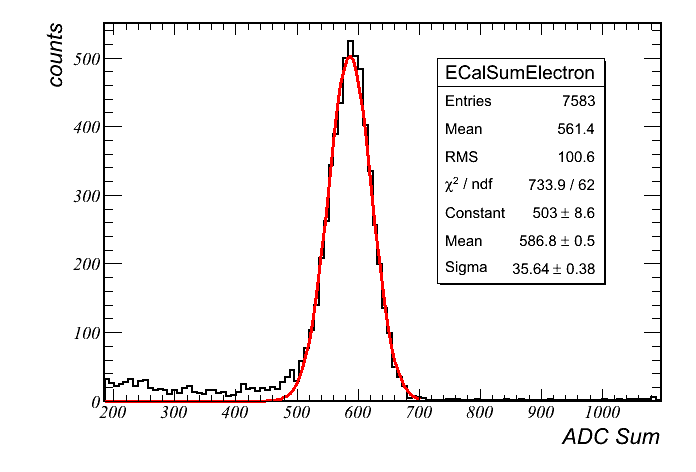 counts
500
400
300
200
100
0
200 300 400 500 600 700 800 900 1000
ADC Sum
ECalSumElectron
Entries 7583
Mean 561.4
RMS 100.6
χ² / ndf 733.9 / 62
Constant 503 ± 8.6
Mean 586.8 ± 0.5
Sigma 35.64 ± 0.38